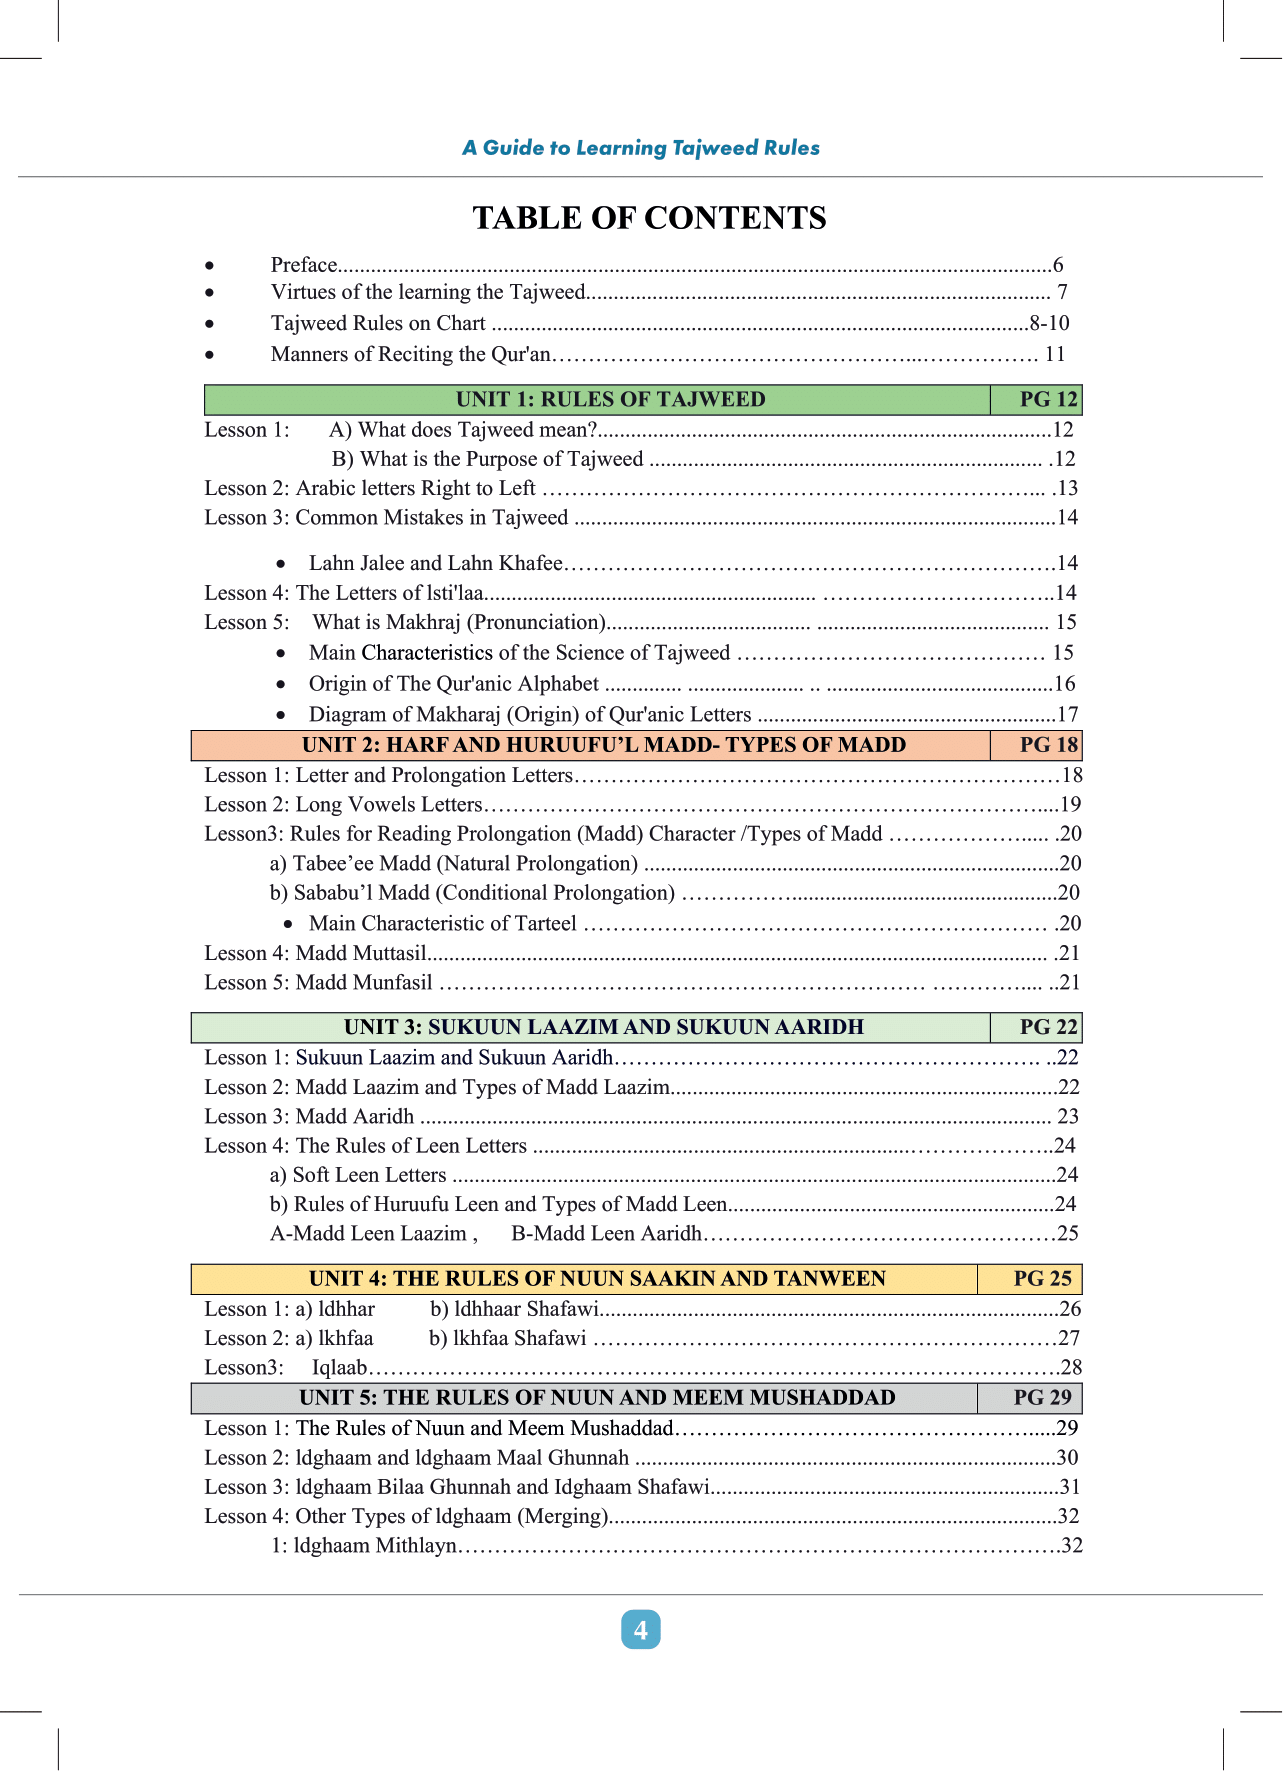 A Guide to Learning Tajweed Rules
TABLE OF CONTENTS
• Preface.................................................................................................................................6
• Virtues of the learning the Tajweed.................................................................................... 7
• Tajweed Rules on Chart .................................................................................................8-10
• Manners of Reciting the Qur'an…………………………………………...……………. 11
UNIT 1: RULES OF TAJWEED PG 12
Lesson 1: A) What does Tajweed mean?..................................................................................12
B) What is the Purpose of Tajweed ....................................................................... .12
Lesson 2: Arabic letters Right to Left …………………………………………………………... .13
Lesson 3: Common Mistakes in Tajweed .......................................................................................14
• Lahn Jalee and Lahn Khafee………………………………………………………….14
Lesson 4: The Letters of lsti'laa............................................................ …………………………..14
Lesson 5: What is Makhraj (Pronunciation)..................................... .......................................... 15
• Main Characteristics of the Science of Tajweed …………………………………… 15
• Origin of The Qur'anic Alphabet .............. ..................... .. .........................................16
• Diagram of Makharaj (Origin) of Qur'anic Letters ......................................................17
UNIT 2: HARF AND HURUUFU’L MADD- TYPES OF MADD PG 18
Lesson 1: Letter and Prolongation Letters…………………………………………………………18
Lesson 2: Long Vowels Letters…………………………………………………………………....19
Lesson3: Rules for Reading Prolongation (Madd) Character /Types of Madd ………………..... .20
a) Tabee’ee Madd (Natural Prolongation) ...........................................................................20
b) Sababu’l Madd (Conditional Prolongation) ……………................................................20
• Main Characteristic of Tarteel ……………………………………………………… .20
Lesson 4: Madd Muttasil................................................................................................................ .21
Lesson 5: Madd Munfasil ………………………………………………………… ………….... ..21
UNIT 3: SUKUUN LAAZIM AND SUKUUN AARIDH PG 22
Lesson 1: Sukuun Laazim and Sukuun Aaridh…………………………………………………. ..22
Lesson 2: Madd Laazim and Types of Madd Laazim......................................................................22
Lesson 3: Madd Aaridh .................................................................................................................. 23
Lesson 4: The Rules of Leen Letters ....................................................................………………..24
a) Soft Leen Letters .............................................................................................................24
b) Rules of Huruufu Leen and Types of Madd Leen...........................................................24
A-Madd Leen Laazim , B-Madd Leen Aaridh…………………………………………25
UNIT 4: THE RULES OF NUUN SAAKIN AND TANWEEN PG 25
Lesson 1: a) ldhhar b) ldhhaar Shafawi...................................................................................26
Lesson 2: a) lkhfaa b) lkhfaa Shafawi ………………………………………………………27
Lesson3: Iqlaab………………………………………………………………………………….28
UNIT 5: THE RULES OF NUUN AND MEEM MUSHADDAD PG 29
Lesson 1: The Rules of Nuun and Meem Mushaddad………………………………………….....29
Lesson 2: ldghaam and ldghaam Maal Ghunnah ............................................................................30
Lesson 3: ldghaam Bilaa Ghunnah and Idghaam Shafawi...............................................................31
Lesson 4: Other Types of ldghaam (Merging).................................................................................32
1: ldghaam Mithlayn……………………………………………………………………….32
4